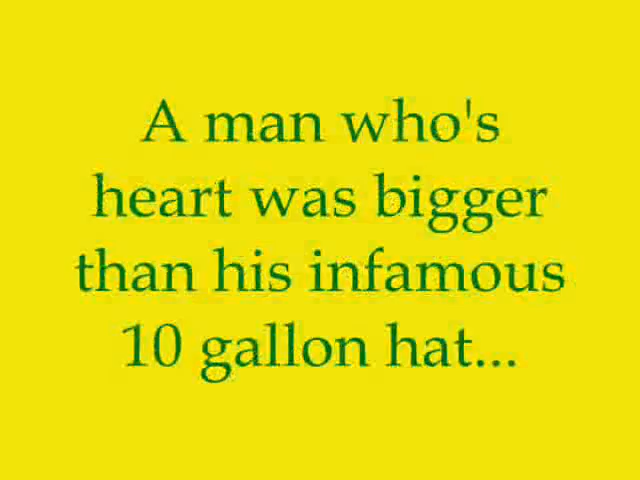 A man who's
heart was bigger
than his infamous
10 gallon hat...